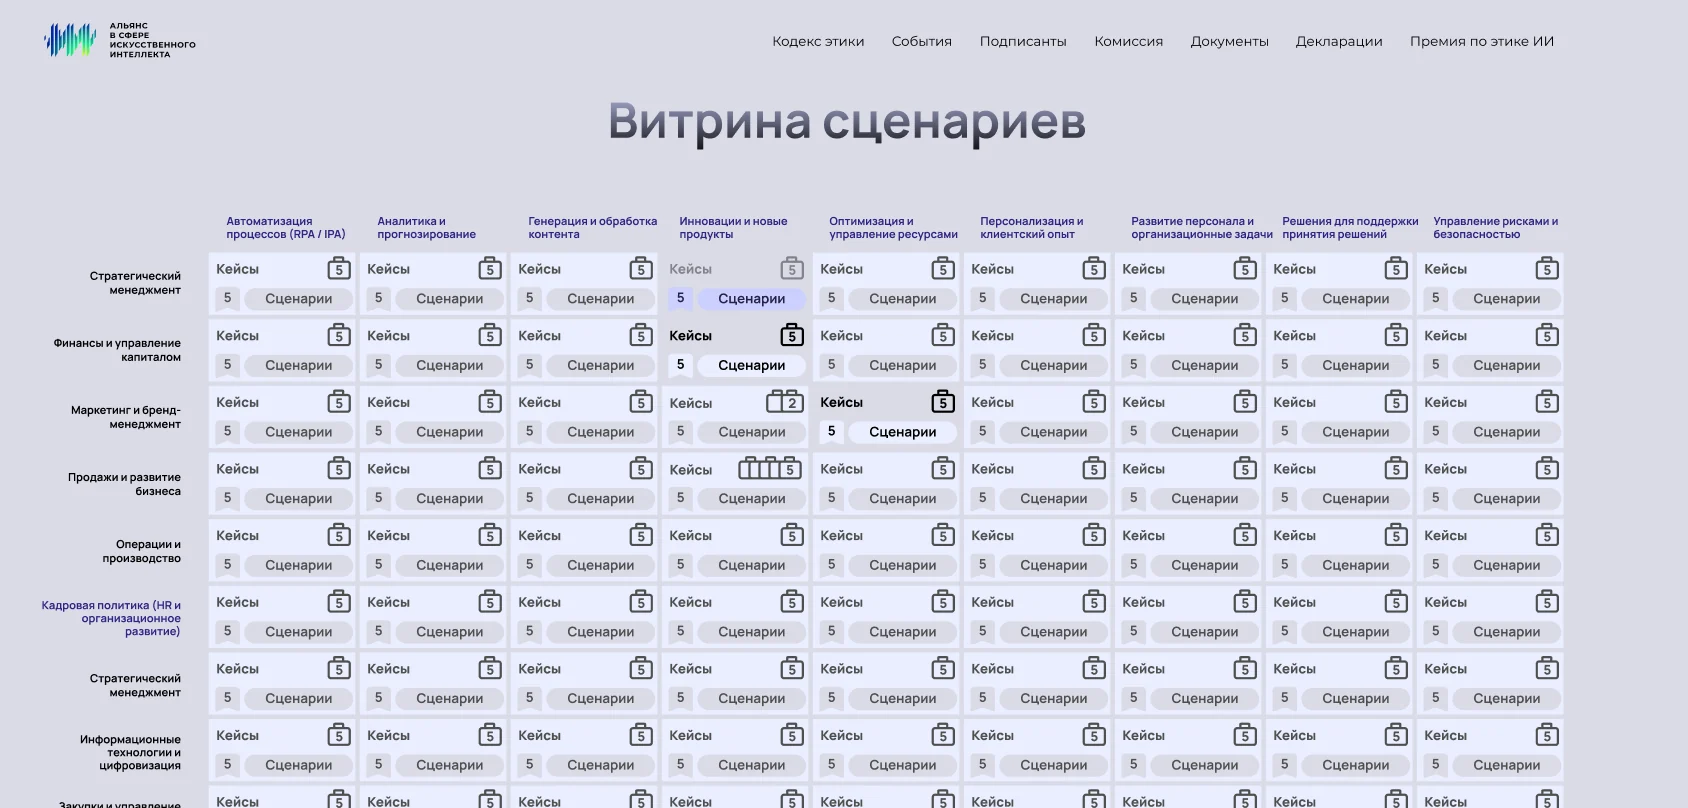 АЛЬЯНС
В СФЕРЕ
ИСКУССТВЕННОГО
ИНТЕЛЛЕКТА
Кодекс этики События Подписанты Комиссия Документы Декларации Премия по этике ИИ
Витрина сценариев
Автоматизация Аналитика и Генерация и обработка Инновации и новые Оптимизация и Персонализация и Развитие персонала и Решения для поддержки Управление рисками и
процессов (RPA / IPA) прогнозирование контента продукты управление ресурсами клиентский опыт организационные задачи принятия решений безопасностью
Стратегический
менеджмент
Кейсы 5 Кейсы 5 Кейсы 5 Кейсы 5 Кейсы 5 Кейсы 5 Кейсы 5 Кейсы 5 Кейсы 5
5 Сценарии 5 Сценарии 5 Сценарии 5 Сценарии 5 Сценарии 5 Сценарии 5 Сценарии 5 Сценарии 5 Сценарии
Финансы и управление
капиталом
Кейсы 5 Кейсы 5 Кейсы 5 Кейсы 5 Кейсы 5 Кейсы 5 Кейсы 5 Кейсы 5 Кейсы 5
5 Сценарии 5 Сценарии 5 Сценарии 5 Сценарии 5 Сценарии 5 Сценарии 5 Сценарии 5 Сценарии 5 Сценарии
Маркетинг и бренд-
менеджмент
Кейсы 5 Кейсы 5 Кейсы 5 Кейсы 2 Кейсы 5 Кейсы 5 Кейсы 5 Кейсы 5 Кейсы 5
5 Сценарии 5 Сценарии 5 Сценарии 5 Сценарии 5 Сценарии 5 Сценарии 5 Сценарии 5 Сценарии 5 Сценарии
Продажи и развитие
бизнеса
Кейсы 5 Кейсы 5 Кейсы 5 Кейсы 5 Кейсы 5 Кейсы 5 Кейсы 5 Кейсы 5 Кейсы 5
5 Сценарии 5 Сценарии 5 Сценарии 5 Сценарии 5 Сценарии 5 Сценарии 5 Сценарии 5 Сценарии 5 Сценарии
Операции и
производство
Кейсы 5 Кейсы 5 Кейсы 5 Кейсы 5 Кейсы 5 Кейсы 5 Кейсы 5 Кейсы 5 Кейсы 5
5 Сценарии 5 Сценарии 5 Сценарии 5 Сценарии 5 Сценарии 5 Сценарии 5 Сценарии 5 Сценарии 5 Сценарии
Кадровая политика (HR и
организационное
развитие)
Кейсы 5 Кейсы 5 Кейсы 5 Кейсы 5 Кейсы 5 Кейсы 5 Кейсы 5 Кейсы 5 Кейсы 5
5 Сценарии 5 Сценарии 5 Сценарии 5 Сценарии 5 Сценарии 5 Сценарии 5 Сценарии 5 Сценарии 5 Сценарии
Стратегический
менеджмент
Кейсы 5 Кейсы 5 Кейсы 5 Кейсы 5 Кейсы 5 Кейсы 5 Кейсы 5 Кейсы 5 Кейсы 5
5 Сценарии 5 Сценарии 5 Сценарии 5 Сценарии 5 Сценарии 5 Сценарии 5 Сценарии 5 Сценарии 5 Сценарии
Информационные
технологии и
цифровизация
Кейсы 5 Кейсы 5 Кейсы 5 Кейсы 5 Кейсы 5 Кейсы 5 Кейсы 5 Кейсы 5 Кейсы 5
5 Сценарии 5 Сценарии 5 Сценарии 5 Сценарии 5 Сценарии 5 Сценарии 5 Сценарии 5 Сценарии 5 Сценарии
Закупки и управление
Кейсы 5 Кейсы 5 Кейсы 5 Кейсы 5 Кейсы 5 Кейсы 5 Кейсы 5 Кейсы 5 Кейсы 5